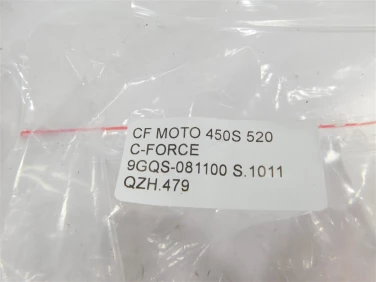 CF MOTO 450S 520
C-FORCE
9GQS-081100 S.1011
QZH.479